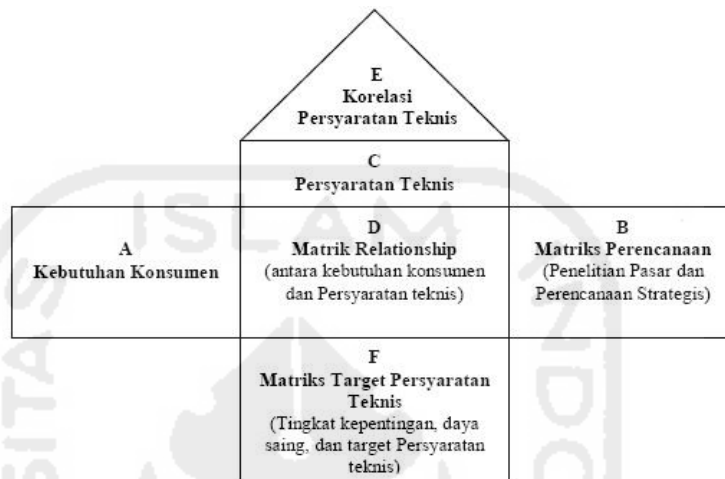 E
Korelasi
Persyaratan Teknis
C
Persyaratan Teknis
A
Kebutuhan Konsumen
D
Matrik Relationship
(antara kebutuhan konsumen
dan Persyaratan teknis)
B
Matriks Perencanaan
(Penelitian Pasar dan
Perencanaan Strategis)
F
Matriks Target Persyaratan
Teknis
(Tingkat kepentingan, daya
saing, dan target Persyaratan
teknis)
ISLAM